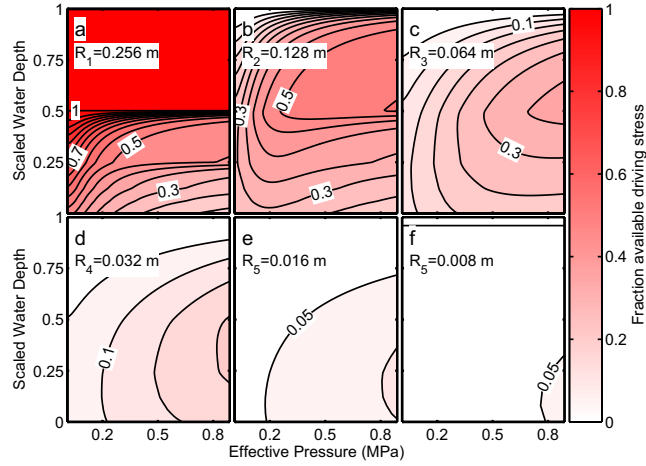 a
R1=0.256 m
1
0.7
0.5
0.3
b
R2=0.128 m
0.3
0.5
0.3
c
R3=0.064 m
0.1
0.3
1
0.75
0.5
0.25
Scaled Water Depth
d
R4=0.032 m
0.1
e
R5=0.016 m
0.05
f
R5=0.008 m
0.05
1
0.75
0.5
0.25
0
Scaled Water Depth
0.2 0.5 0.8
0.2 0.5 0.8
0.2 0.5 0.8
Effective Pressure (MPa)
1
0.8
0.6
0.4
0.2
0
Fraction available driving stress